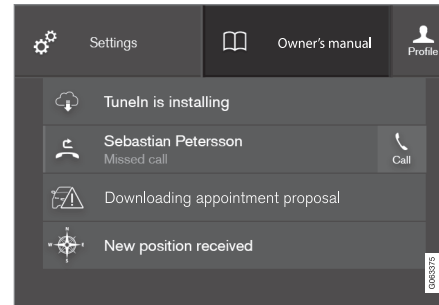 Settings
Owner's manual
Profile
TuneIn is installing
Sebastian Petersson
Missed call
Call
Downloading appointment proposal
N
W
New position received
G063375